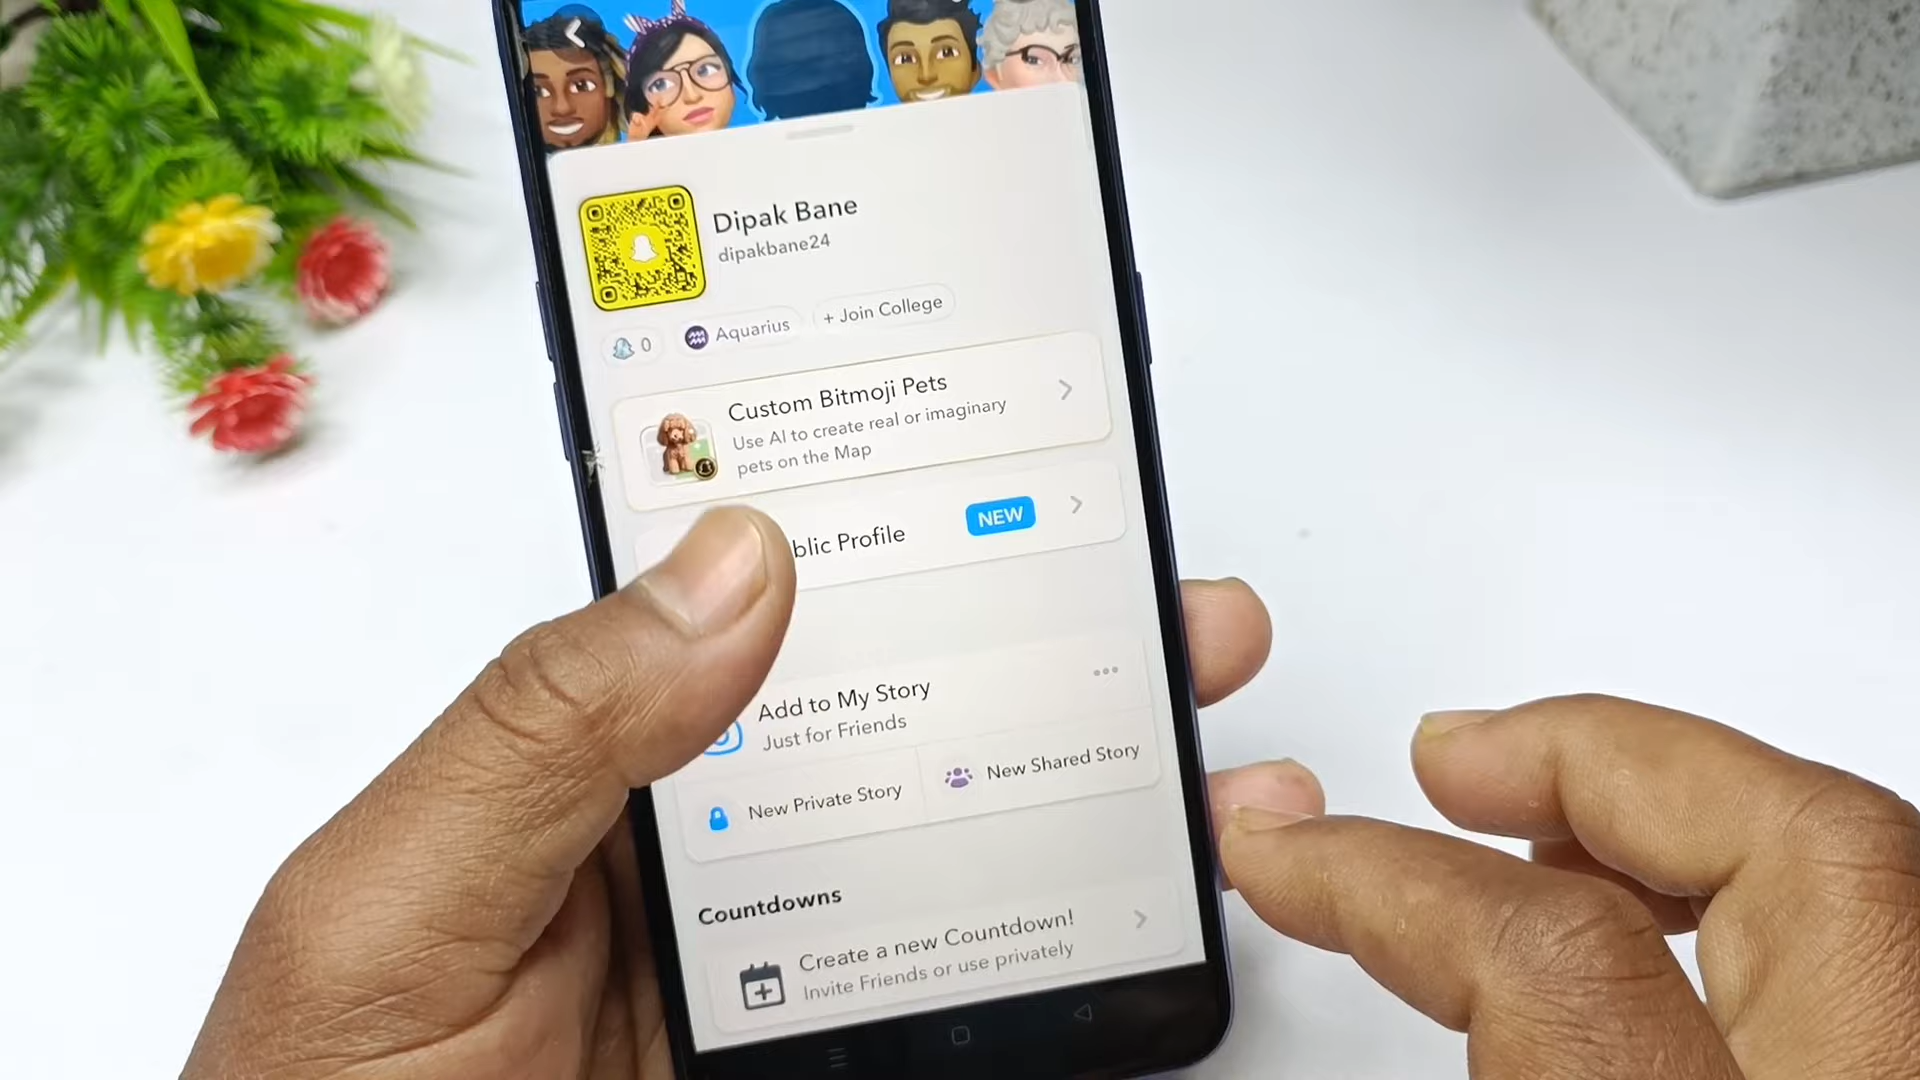 Dipak Bane
dipakbane24
0
Aquarius
+ Join College
Custom Bitmoji Pets
Use AI to create real or imaginary
pets on the Map
blic Profile
NEW
Add to My Story
Just for Friends
New Private Story
New Shared Story
Countdowns
Create a new Countdown!
Invite Friends or use privately